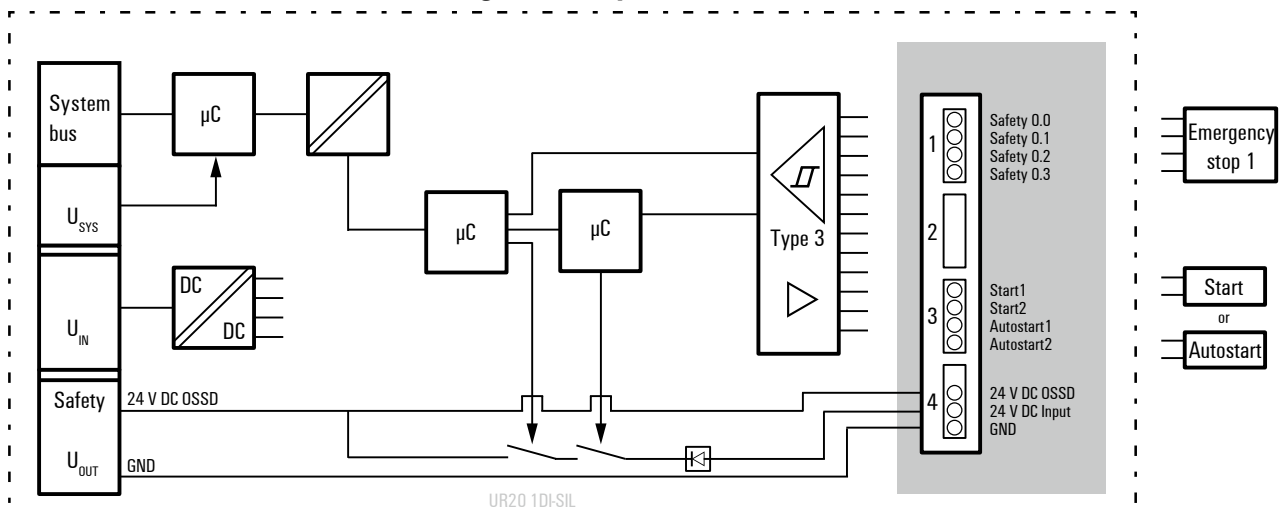 System
bus
µC
U SYS
DC
DC
U IN
Safety
U OUT
24 V DC OSSD
GND
µC
µC
Type 3
1
Safety 0.0
Safety 0.1
Safety 0.2
Safety 0.3
2
3
Start1
Start2
Autostart1
Autostart2
4
24 V DC OSSD
24 V DC Input
GND
Emergency
stop 1
Start
or
Autostart
UR20 1DI-SIL